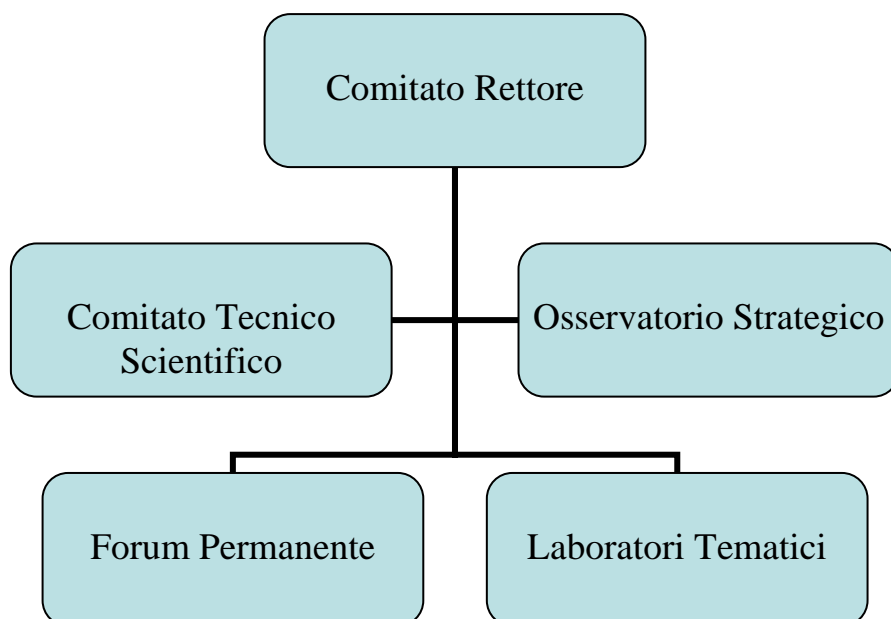 Comitato Rettore
Comitato Tecnico
Scientifico
Osservatorio Strategico
Forum Permanente
Laboratori Tematici